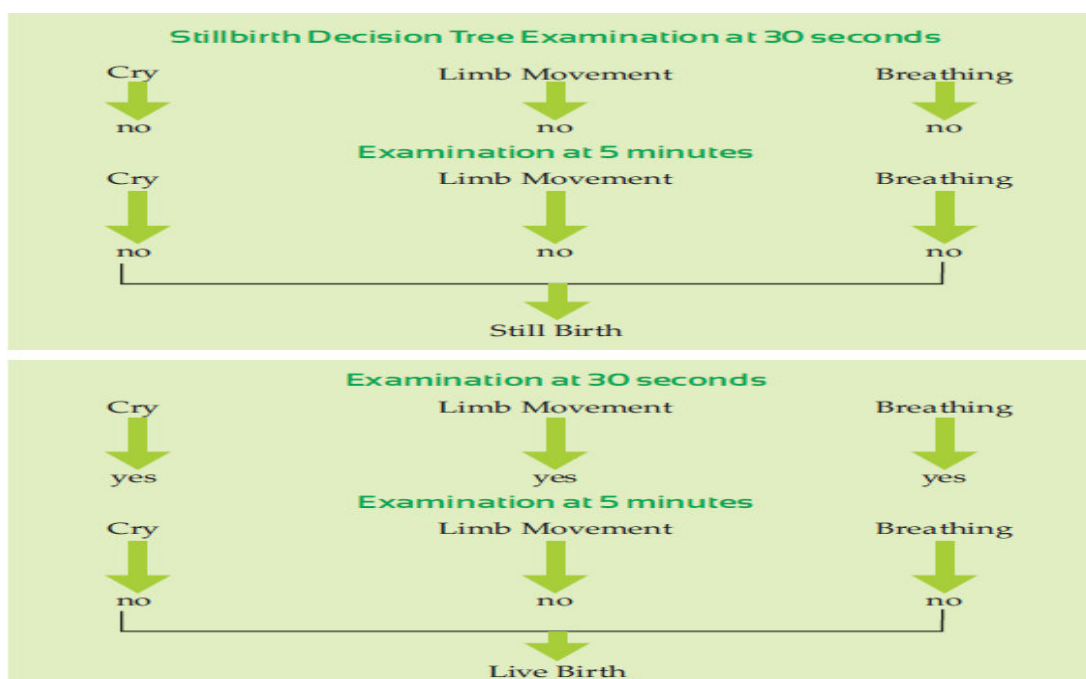 Stillbirth Decision Tree Examination at 30 seconds
Cry Limb Movement Breathing
no no no
Examination at 5 minutes
Cry Limb Movement Breathing
no no no
Still Birth
Examination at 30 seconds
Cry Limb Movement Breathing
yes yes yes
Examination at 5 minutes
Cry Limb Movement Breathing
no no no
Live Birth